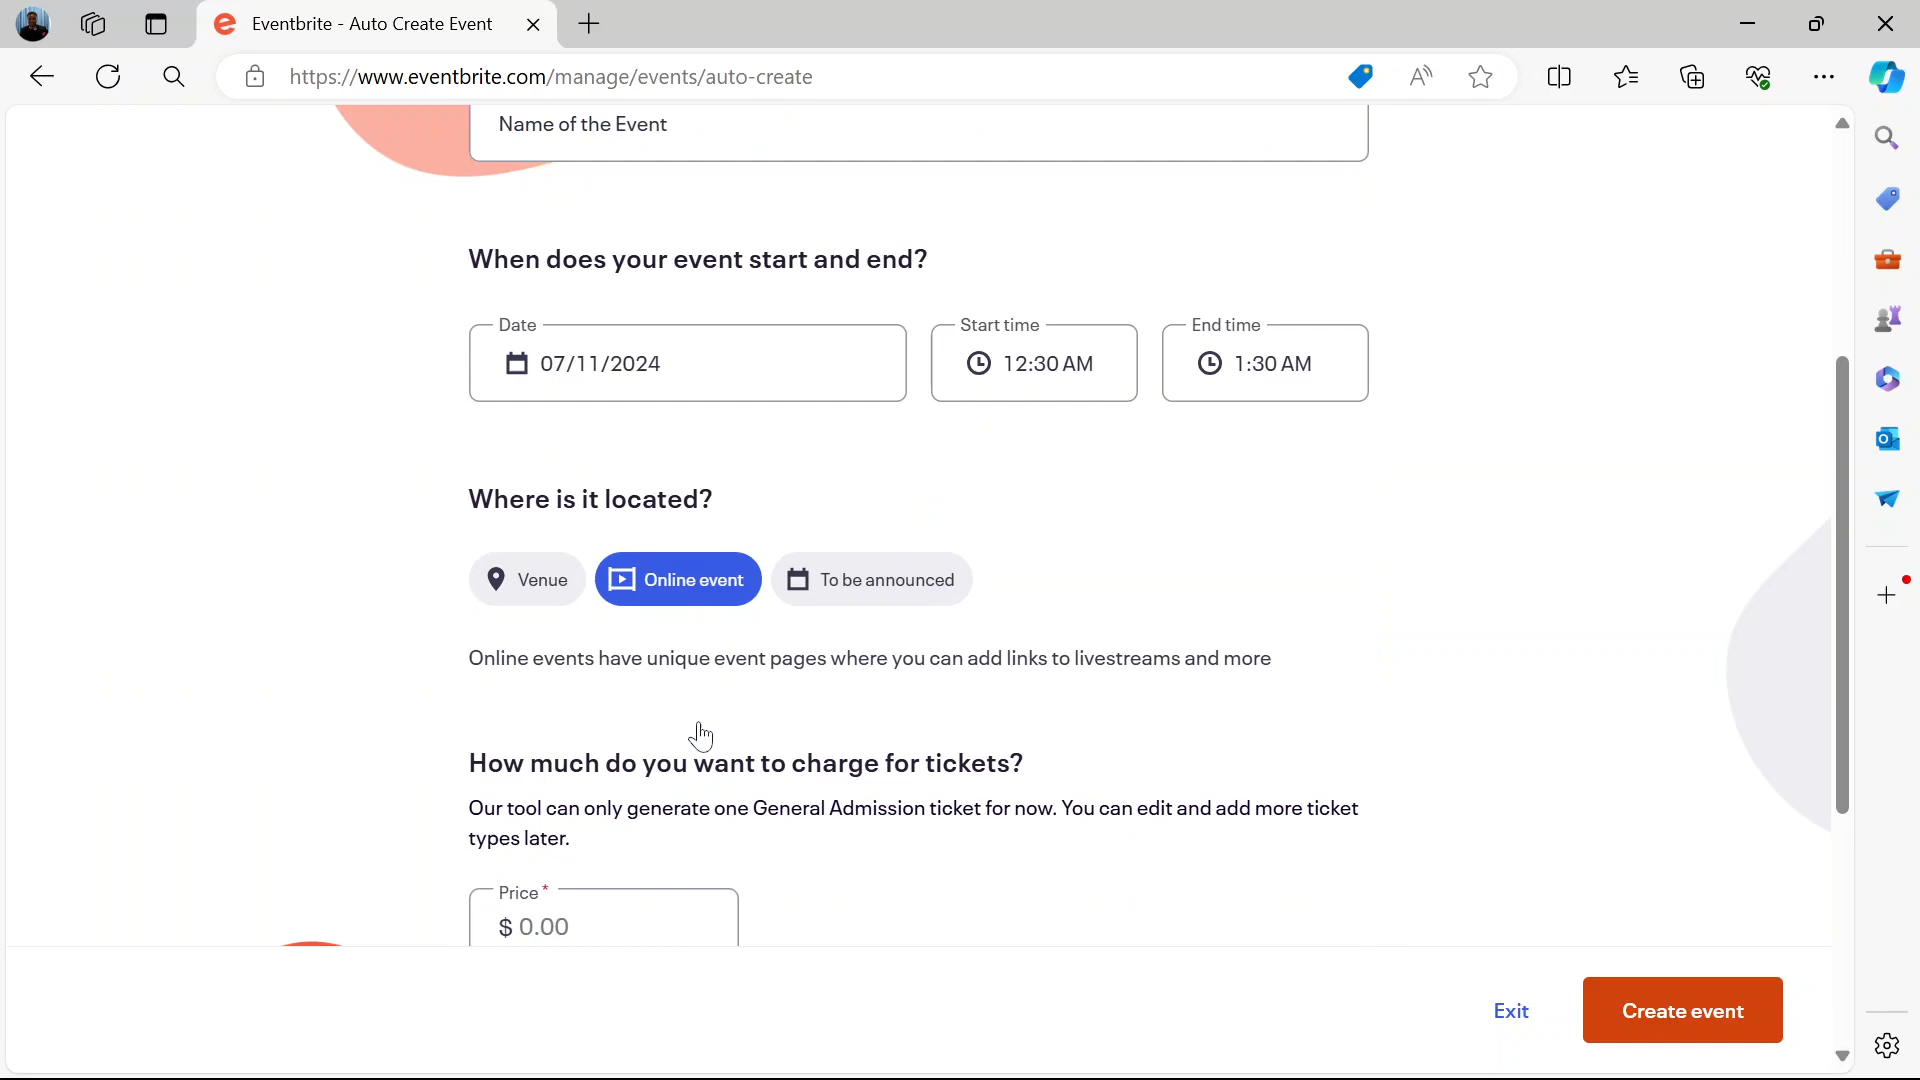 Eventbrite - Auto Create Event
https://www.eventbrite.com/manage/events/auto-create
Name of the Event
When does your event start and end?
Date
Start time
End time
07/11/2024
12:30 AM
1:30 AM
Where is it located?
Venue
Online event
To be announced
Online events have unique event pages where you can add links to livestreams and more
How much do you want to charge for tickets?
Our tool can only generate one General Admission ticket for now. You can edit and add more ticket
types later.
Price *
$ 0.00
Exit
Create event